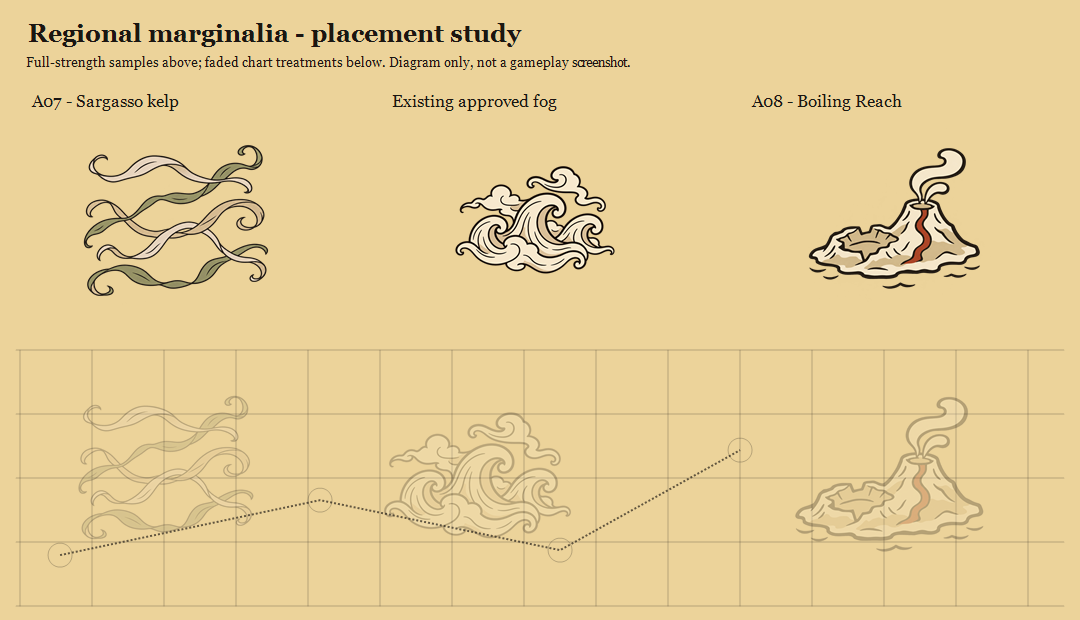 Regional marginalia - placement study
Full-strength samples above; faded chart treatments below. Diagram only, not a gameplay screenshot.
A07 - Sargasso kelp
Existing approved fog
A08 - Boiling Reach